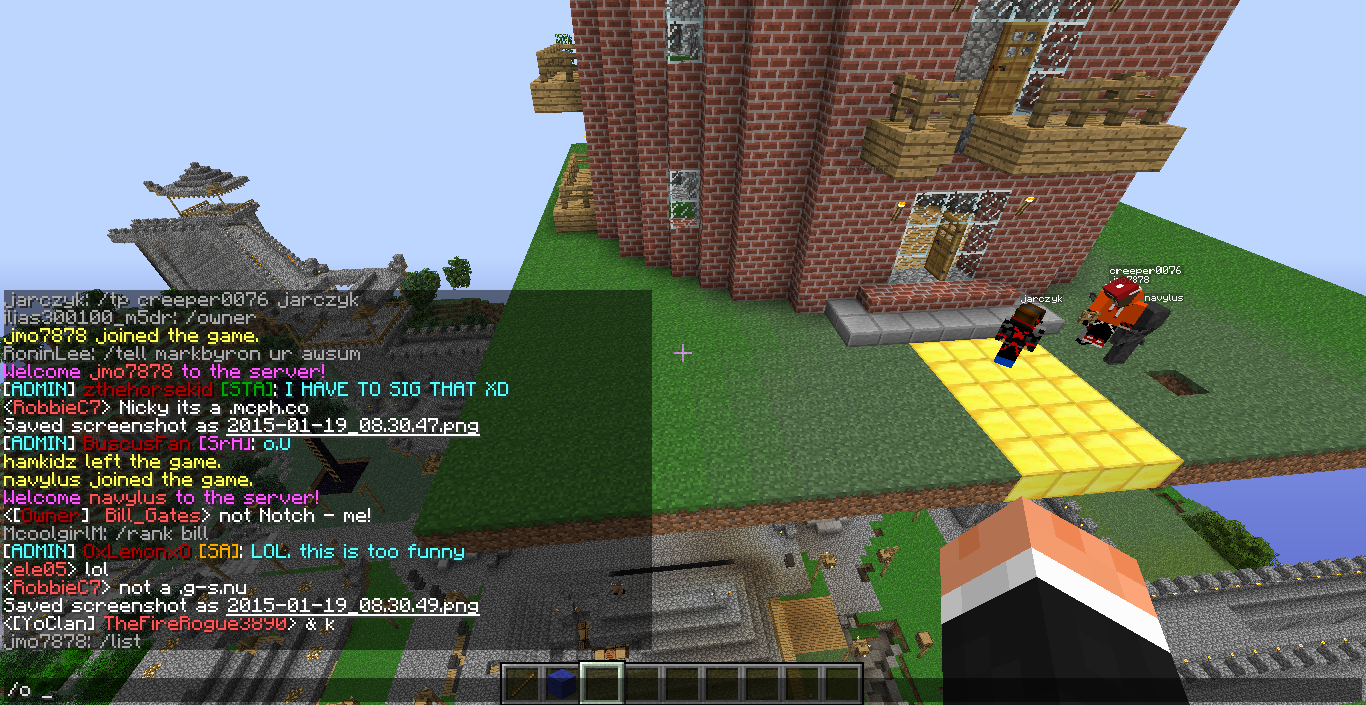 creeper0076
jmo7878
navylus
jarczyk
jarczyk: /tp creeper0076 jarczyk
ilias300100_m5dr: /owner
jmo7878 joined the game.
RoninLee: /tell markbyron ur awsum
Welcome jmo7878 to the server!
[ADMIN] zthehorsekid [STA]: I HAVE TO SIG THAT XD
<RobbieC7> Nicky its a .mcph.co
Saved screenshot as 2015-01-19_08.30.47.png
[ADMIN] BuscusFan [SrA]: o.U
hamkidz left the game.
navylus joined the game.
Welcome navylus to the server!
<[Owner] Bill_Gates> not Notch - me!
McoolgirlM: /rank bill
[ADMIN] 0xLemonx0 [SA]: LOL. this is too funny
<ele05> lol
<RobbieC7> not a .g-s.nu
Saved screenshot as 2015-01-19_08.30.49.png
<[YoClan] TheFireRogue3890> & k
jmo7878: /list
/o _